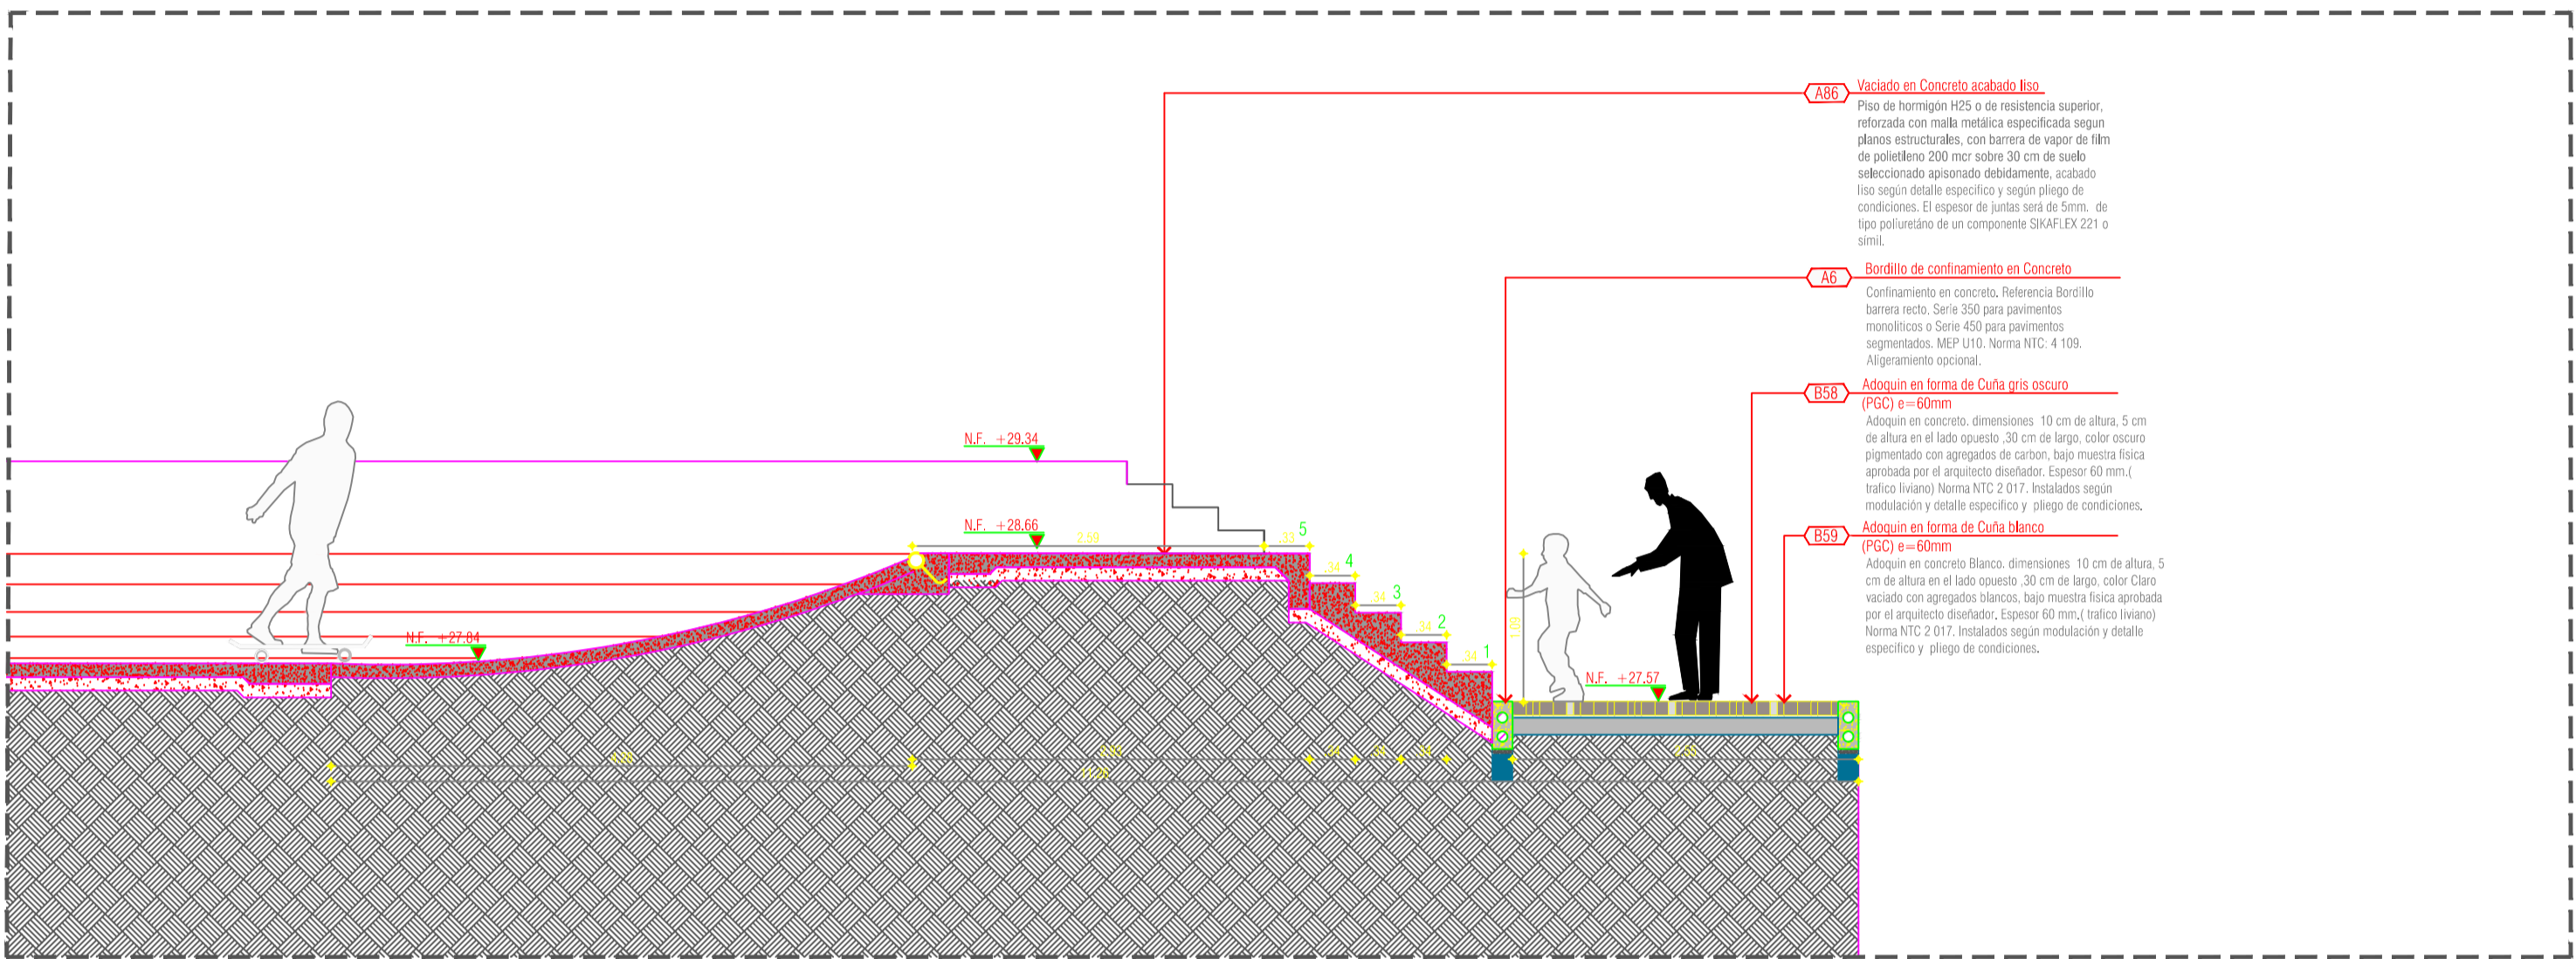 A86
Vaciado en Concreto acabado liso
Piso de hormigón H25 o de resistencia superior,
reforzada con malla metálica especificada segun
planos estructurales, con barrera de vapor de film
de polietileno 200 mcr sobre 30 cm de suelo
seleccionado apisonado debidamente, acabado
liso según detalle especifico y según pliego de
condiciones. El espesor de juntas será de 5mm. de
tipo poliuretáno de un componente SIKAFLEX 221 o
símil.
A6
Bordillo de confinamiento en Concreto
Confinamiento en concreto. Referencia Bordillo
barrera recto. Serie 350 para pavimentos
monoliticos o Serie 450 para pavimentos
segmentados. MEP U10. Norma NTC: 4 109.
Aligeramiento opcional.
B58
Adoquin en forma de Cuña gris oscuro
(PGC) e=60mm
Adoquin en concreto. dimensiones 10 cm de altura, 5 cm
de altura en el lado opuesto ,30 cm de largo, color oscuro
pigmentado con agregados de carbon, bajo muestra fisica
aprobada por el arquitecto diseñador. Espesor 60 mm.(
trafico liviano) Norma NTC 2 017. Instalados según
modulación y detalle especifico y pliego de condiciones.
B59
Adoquin en forma de Cuña blanco
(PGC) e=60mm
Adoquin en concreto Blanco. dimensiones 10 cm de altura, 5
cm de altura en el lado opuesto ,30 cm de largo, color Claro
vaciado con agregados blancos, bajo muestra fisica aprobada
por el arquitecto diseñador. Espesor 60 mm.( trafico liviano)
Norma NTC 2 017. Instalados según modulación y detalle
especifico y pliego de condiciones.
N.F. +29.34
N.F. +28.66
2.59
.33
5
.34
4
.34
3
.34
2
.34
1
1.09
N.F. +27.84
N.F. +27.57